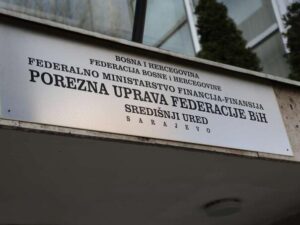 BOSNA I HERCEGOVINA
FEDERACIJA BOSNE I HERCEGOVINE
FEDERALNO MINISTARSTVO FINANCIJA-FINANSIJA
POREZNA UPRAVA FEDERACIJE BiH
SREDIŠNJI URED
SARAJEVO